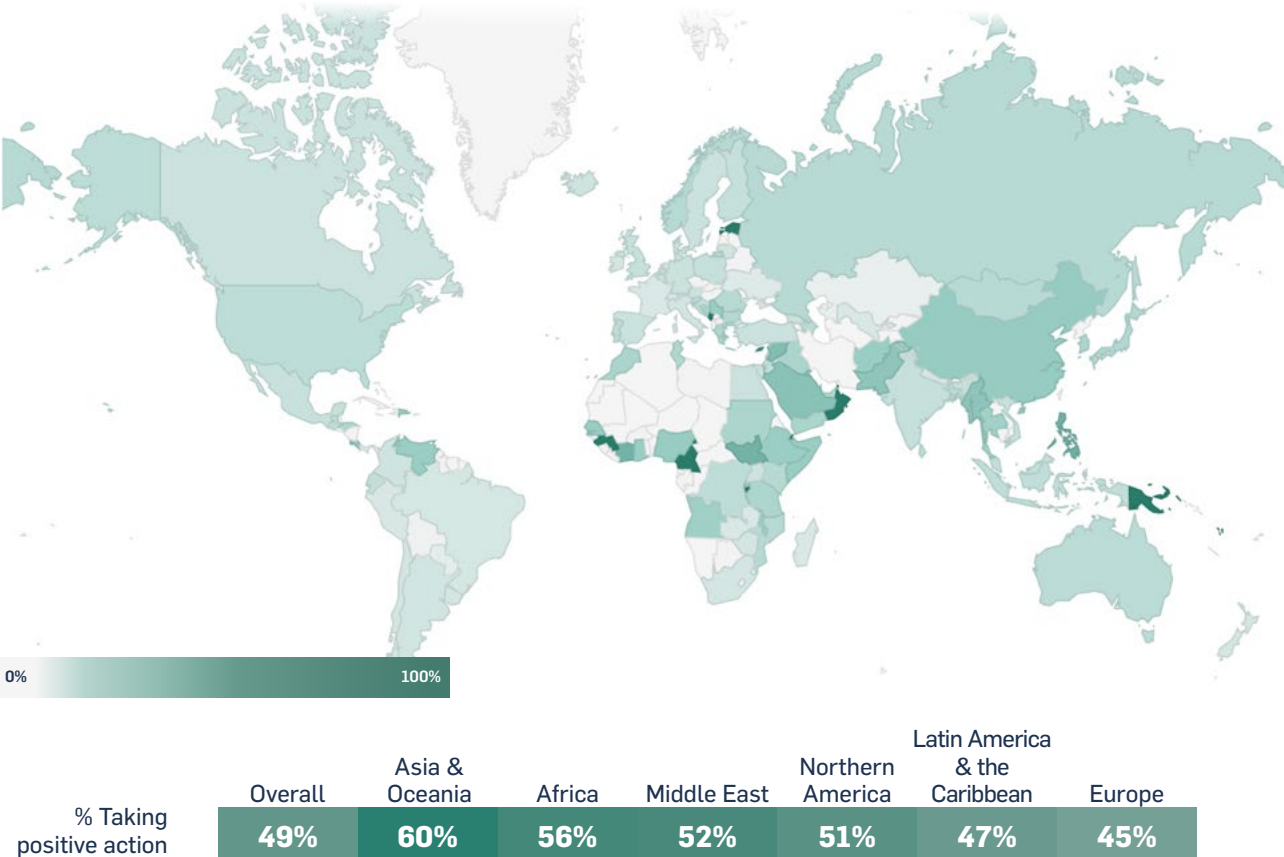 0% 100%
Latin America
Asia & Northern & the
Overall Oceania Africa Middle East America Caribbean Europe
% Taking
positive action
49% 60% 56% 52% 51% 47% 45%